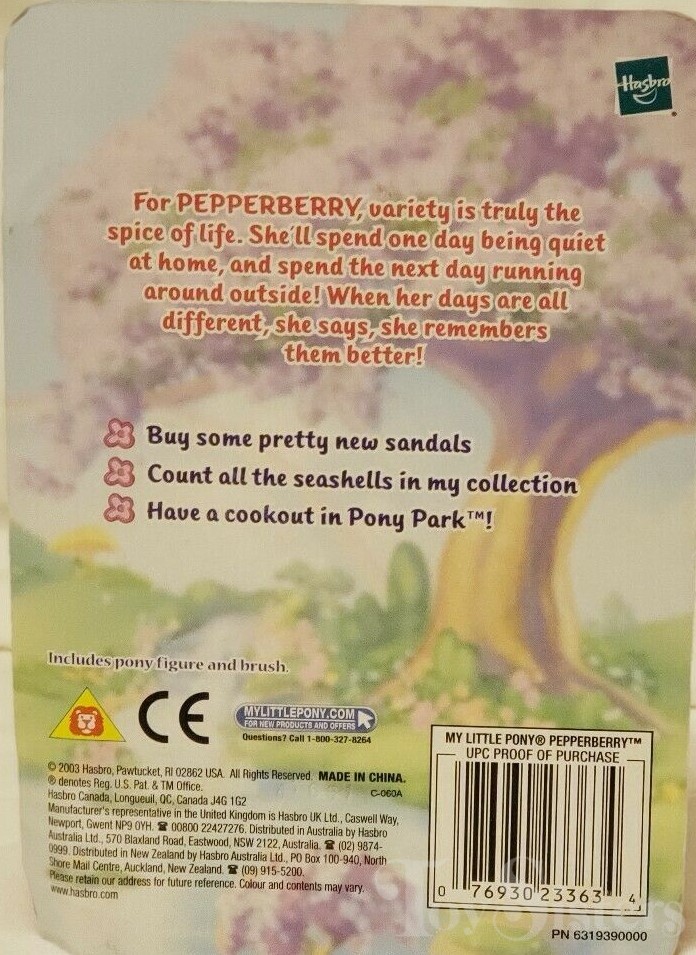 Hasbro
For PEPPERBERRY, variety is truly the
spice of life. She'll spend one day being quiet
at home, and spend the next day running
around outside! When her days are all
different, she says, she remembers
them better!
Buy some pretty new sandals
Count all the seashells in my collection
Have a cookout in Pony Park™!
Includes pony figure and brush.
CE
MYLITTLEPONY.COM
FOR NEW PRODUCTS AND OFFERS
Questions? Call 1-800-327-8264
© 2003 Hasbro, Pawtucket, RI 02862 USA. All Rights Reserved. MADE IN CHINA.
® denotes Reg. U.S. Pat. & TM Office. C-060A
Hasbro Canada, Longueuil, QC, Canada J4G 1G2
Manufacturer's representative in the United Kingdom is Hasbro UK Ltd., Caswell Way,
Newport, Gwent NP9 0YH. ☎ 00800 22427276. Distributed in Australia by Hasbro
Australia Ltd., 570 Blaxland Road, Eastwood, NSW 2122, Australia. ☎ (02) 9874-
0999. Distributed in New Zealand by Hasbro Australia Ltd., PO Box 100-940, North
Shore Mail Centre, Auckland, New Zealand. ☎ (09) 915-5200.
Please retain our address for future reference. Colour and contents may vary.
www.hasbro.com
MY LITTLE PONY® PEPPERBERRY™
UPC PROOF OF PURCHASE
0 76930 23363 4
PN 6319390000
ToySisters